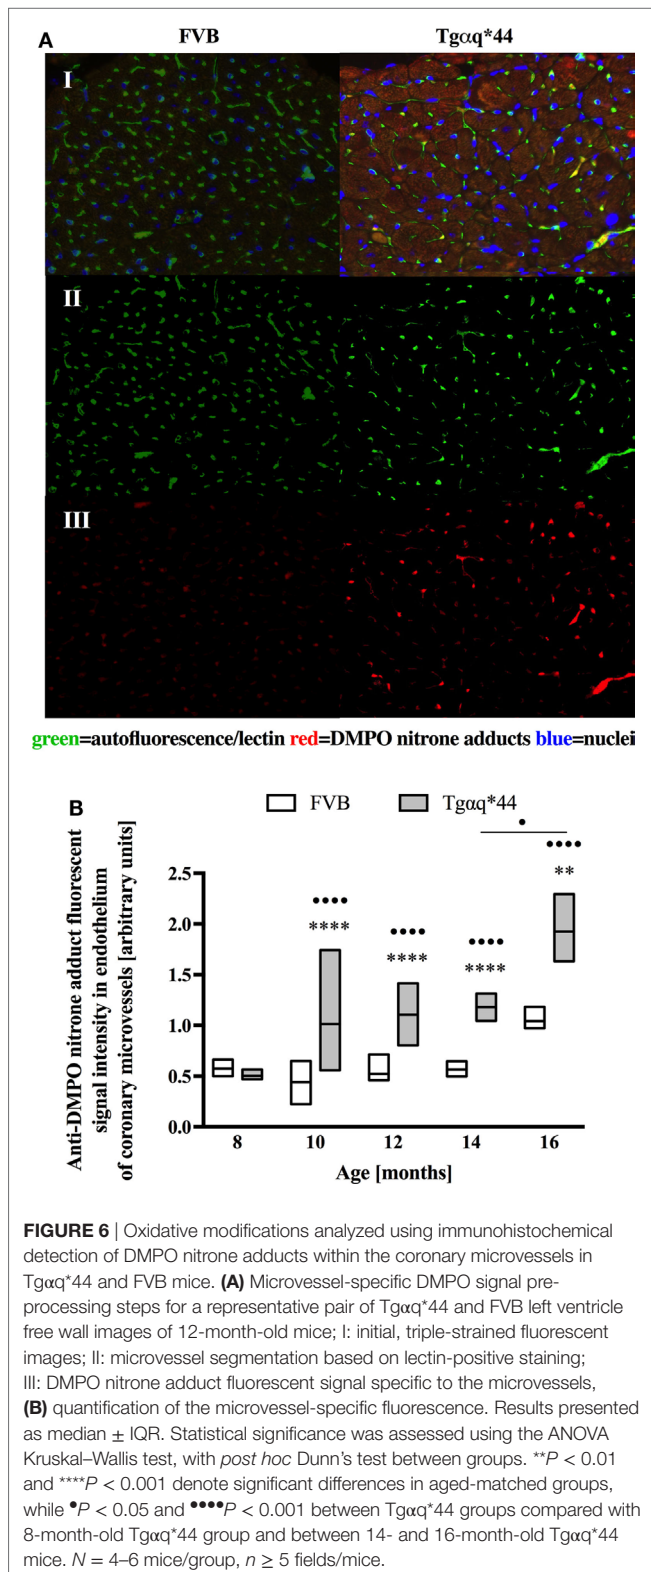 A
FVB
Tgαq*44
I
II
III
green=autofluorescence/lectin red=DMPO nitrone adducts blue=nuclei
B
FVB
Tgαq*44
Anti-DMPO nitrone adduct fluorescent
signal intensity in endothelium
of coronary microvessels [arbitrary units]
•
••••
••••
••••
••••
****
****
****
**
2.5
2.0
1.5
1.0
0.5
0.0
8
10
12
14
16
Age [months]
FIGURE 6 | Oxidative modifications analyzed using immunohistochemical
detection of DMPO nitrone adducts within the coronary microvessels in
Tgαq*44 and FVB mice. (A) Microvessel-specific DMPO signal pre-
processing steps for a representative pair of Tgαq*44 and FVB left ventricle
free wall images of 12-month-old mice; I: initial, triple-strained fluorescent
images; II: microvessel segmentation based on lectin-positive staining;
III: DMPO nitrone adduct fluorescent signal specific to the microvessels,
(B) quantification of the microvessel-specific fluorescence. Results presented
as median ± IQR. Statistical significance was assessed using the ANOVA
Kruskal–Wallis test, with post hoc Dunn's test between groups. **P < 0.01
and ****P < 0.001 denote significant differences in aged-matched groups,
while •P < 0.05 and ••••P < 0.001 between Tgαq*44 groups compared with
8-month-old Tgαq*44 group and between 14- and 16-month-old Tgαq*44
mice. N = 4–6 mice/group, n ≥ 5 fields/mice.